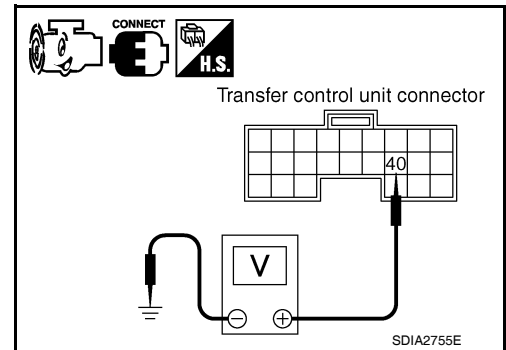 CONNECT
H.S.
Transfer control unit connector
40
V
− +
SDIA2755E